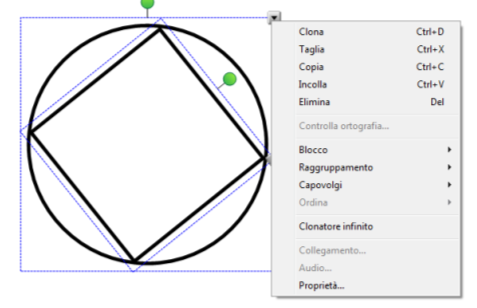 Clona Ctrl+D
Taglia Ctrl+X
Copia Ctrl+C
Incolla Ctrl+V
Elimina Del
Controlla ortografia...
Blocco
Raggruppamento
Capovolgi
Ordina
Clonatore infinito
Collegamento...
Audio...
Proprietà...